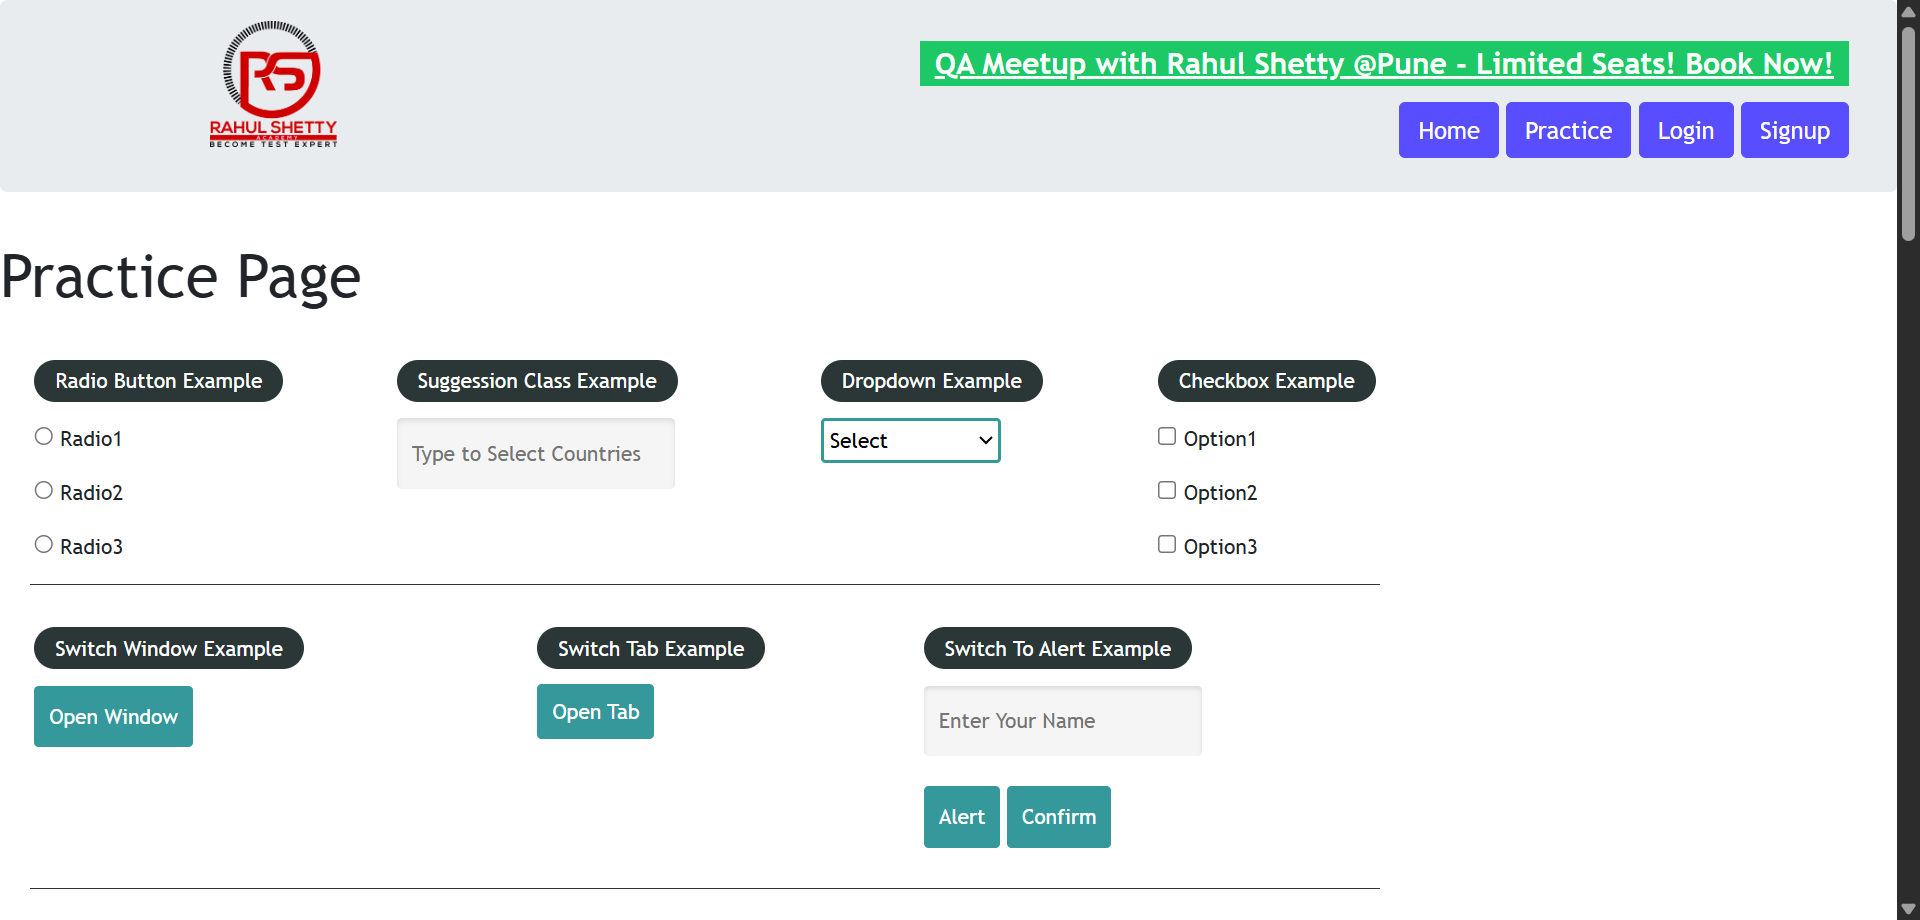 RS
RAHUL SHETTY
ACADEMY
BECOME TEST EXPERT
QA Meetup with Rahul Shetty @Pune - Limited Seats! Book Now!
Home Practice Login Signup
Practice Page
Radio Button Example Suggession Class Example Dropdown Example Checkbox Example
Radio1 Type to Select Countries Select Option1
Radio2 Option2
Radio3 Option3
Switch Window Example Switch Tab Example Switch To Alert Example
Open Window Open Tab Enter Your Name
Alert Confirm